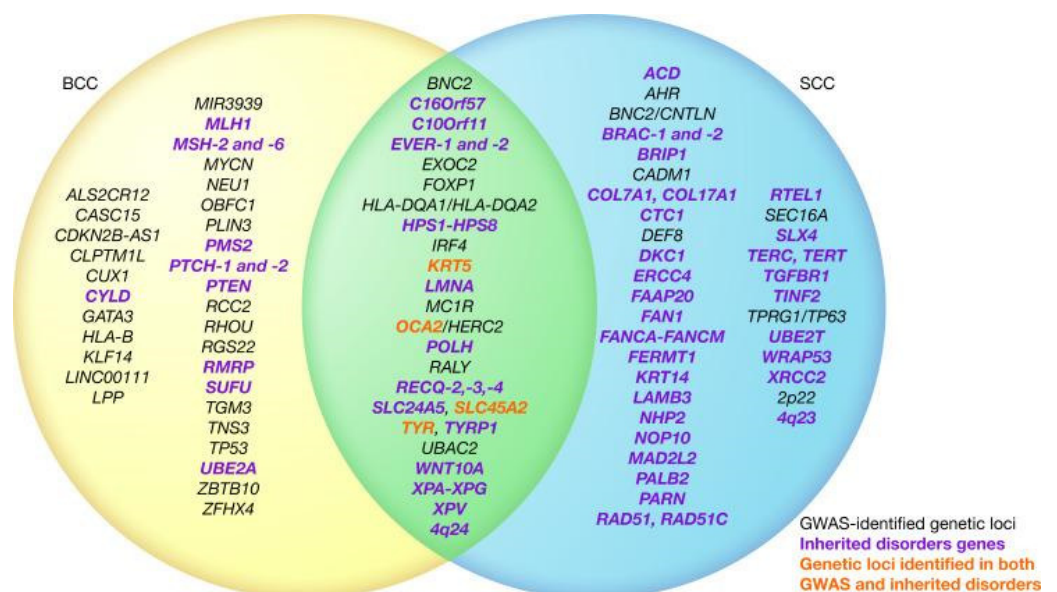 BCC
SCC
ALS2CR12
CASC15
CDKN2B-AS1
CLPTM1L
CUX1
CYLD
GATA3
HLA-B
KLF14
LINC00111
LPP
MIR3939
MLH1
MSH-2 and -6
MYCN
NEU1
OBFC1
PLIN3
PMS2
PTCH-1 and -2
PTEN
RCC2
RHOU
RGS22
RMRP
SUFU
TGM3
TNS3
TP53
UBE2A
ZBTB10
ZFHX4
BNC2
C16Orf57
C10Orf11
EVER-1 and -2
EXOC2
FOXP1
HLA-DQA1/HLA-DQA2
HPS1-HPS8
IRF4
KRT5
LMNA
MC1R
OCA2/HERC2
POLH
RALY
RECQ-2,-3,-4
SLC24A5, SLC45A2
TYR, TYRP1
UBAC2
WNT10A
XPA-XPG
XPV
4q24
ACD
AHR
BNC2/CNTLN
BRAC-1 and -2
BRIP1
CADM1
COL7A1, COL17A1
CTC1
DEF8
DKC1
ERCC4
FAAP20
FAN1
FANCA-FANCM
FERMT1
KRT14
LAMB3
NHP2
NOP10
MAD2L2
PALB2
PARN
RAD51, RAD51C
RTEL1
SEC16A
SLX4
TERC, TERT
TGFBR1
TINF2
TPRG1/TP63
UBE2T
WRAP53
XRCC2
2p22
4q23
GWAS-identified genetic loci
Inherited disorders genes
Genetic loci identified in both
GWAS and inherited disorders